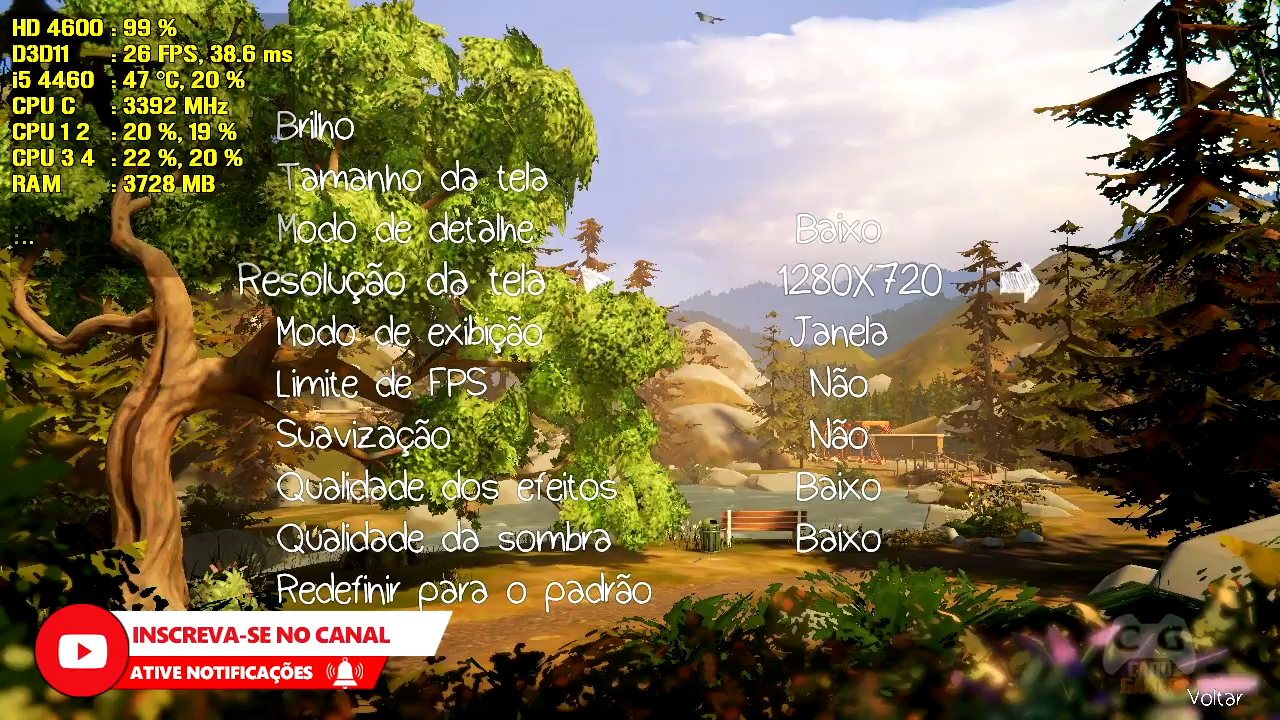 HD 4600 : 99 %
D3D11 : 26 FPS, 38.6 ms
i5 4460 : 47 °C, 20 %
CPU C : 3392 MHz
CPU 1 2 : 20 %, 19 %
CPU 3 4 : 22 %, 20 %
RAM : 3728 MB
:...
Brilho
Tamanho da tela
Modo de detalhe Baixo
Resolução da tela 1280X720
Modo de exibição Janela
Limite de FPS Não
Suavização Não
Qualidade dos efeitos Baixo
Qualidade da sombra Baixo
Redefinir para o padrão
INSCREVA-SE NO CANAL
ATIVE NOTIFICAÇÕES
CG
Voltar